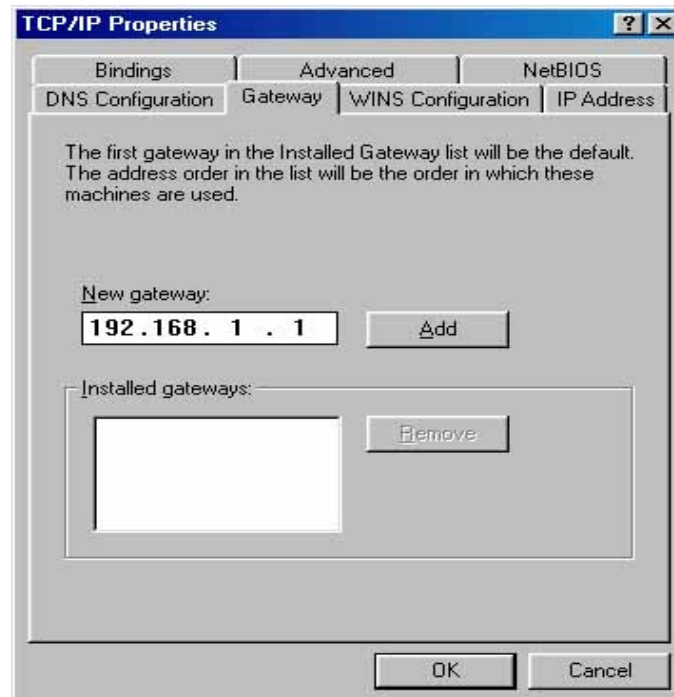 TCP/IP Properties
? ×
Bindings Advanced NetBIOS
DNS Configuration Gateway WINS Configuration IP Address
The first gateway in the Installed Gateway list will be the default.
The address order in the list will be the order in which these
machines are used.
New gateway:
192.168. 1 . 1 Add
Installed gateways:
Remove
OK Cancel